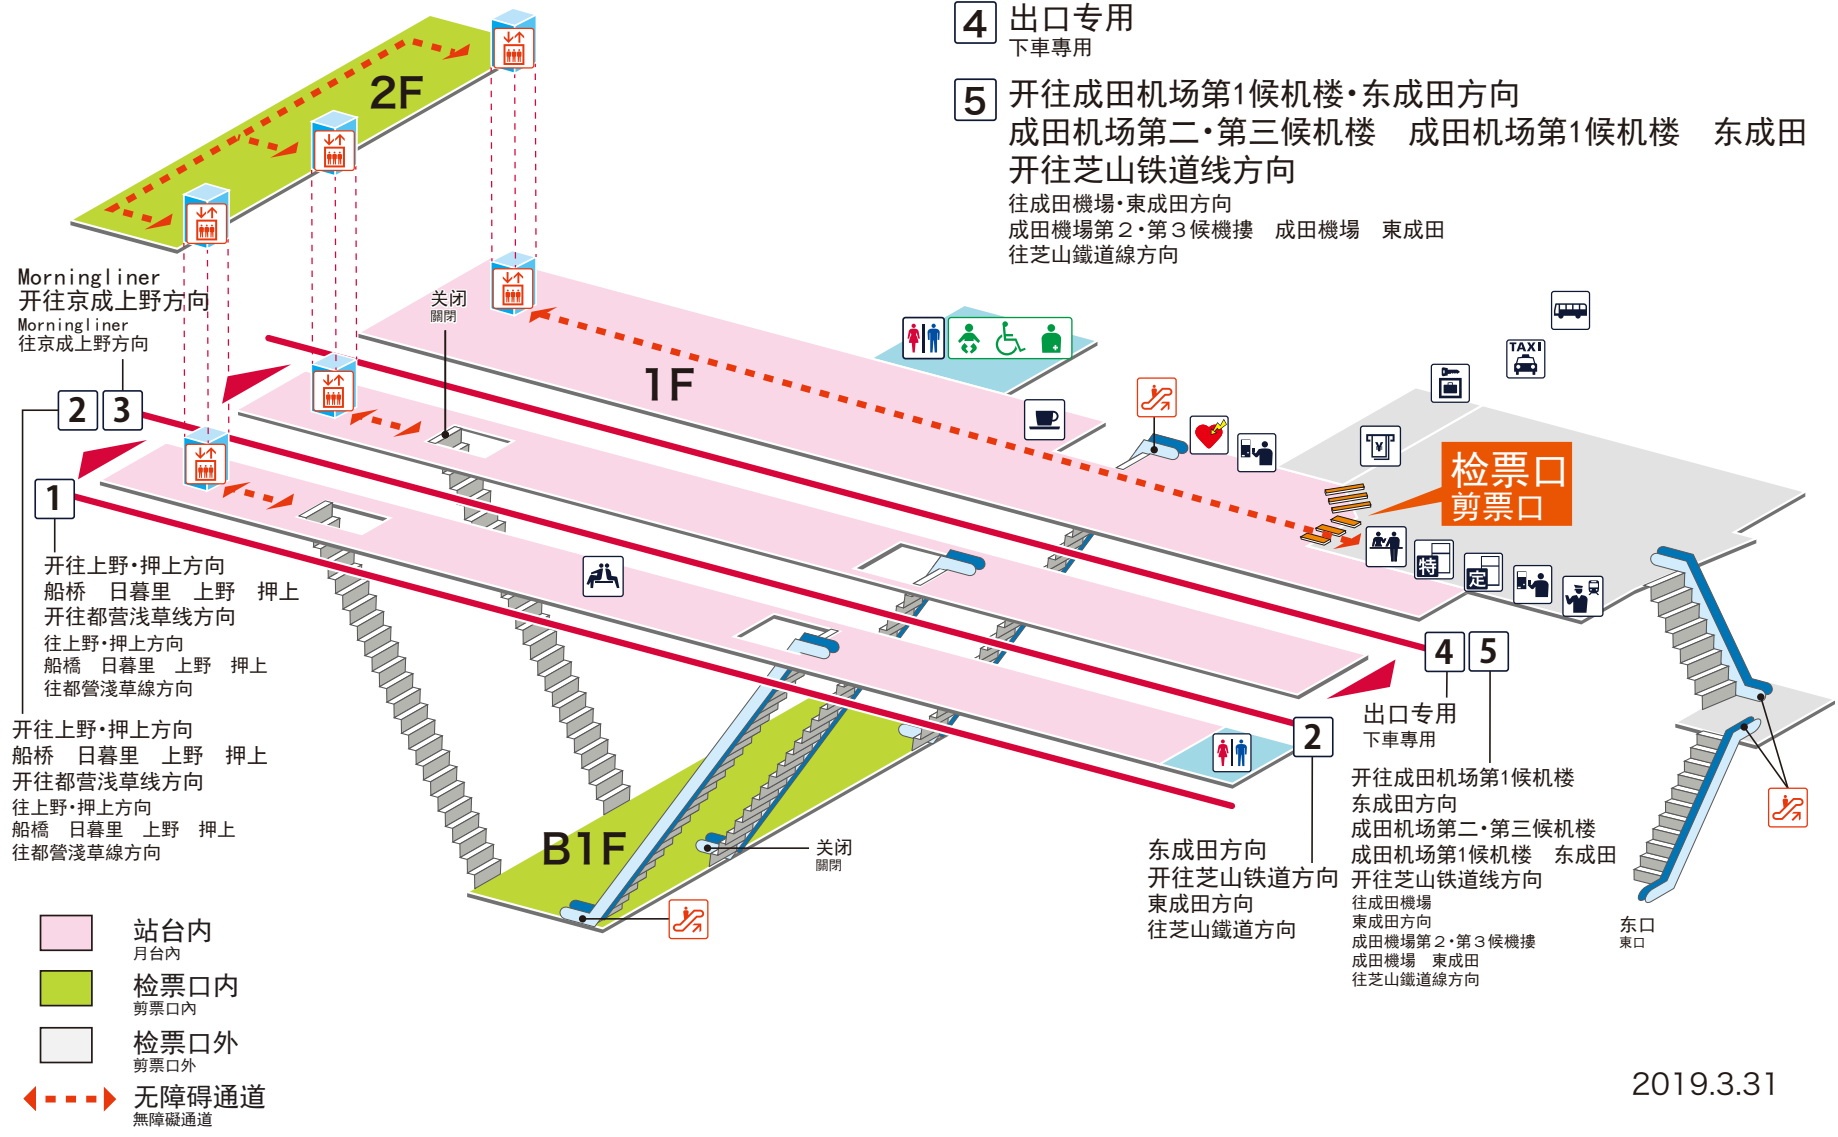 4 出口专用
下車專用
5 开往成田机场第1候机楼・东成田方向
成田机场第二・第三候机楼　成田机场第1候机楼　东成田
开往芝山铁道线方向
往成田機場・東成田方向
成田機場第２・第３候機摟　成田機場　東成田
往芝山鐵道線方向
2F
Morningliner
开往京成上野方向
Morningliner
往京成上野方向
关闭
關閉
1F
TAXI
¥
2 3
检票口
剪票口
1
特
定
开往上野・押上方向
船桥　日暮里　上野　押上
开往都营浅草线方向
往上野・押上方向
船橋　日暮里　上野　押上
往都營淺草線方向
4 5
出口专用
下車專用
2
开往上野・押上方向
船桥　日暮里　上野　押上
开往都营浅草线方向
往上野・押上方向
船橋　日暮里　上野　押上
往都營淺草線方向
开往成田机场第1候机楼
东成田方向
成田机场第二・第三候机楼
成田机场第1候机楼　东成田
开往芝山铁道线方向
往成田機場
東成田方向
成田機場第２・第３候機摟
成田機場　東成田
往芝山鐵道線方向
B1F
关闭
關閉
东成田方向
开往芝山铁道方向
東成田方向
往芝山鐵道方向
东口
東口
站台内
月台內
检票口内
剪票口內
检票口外
剪票口外
无障碍通道
無障礙通道
2019.3.31